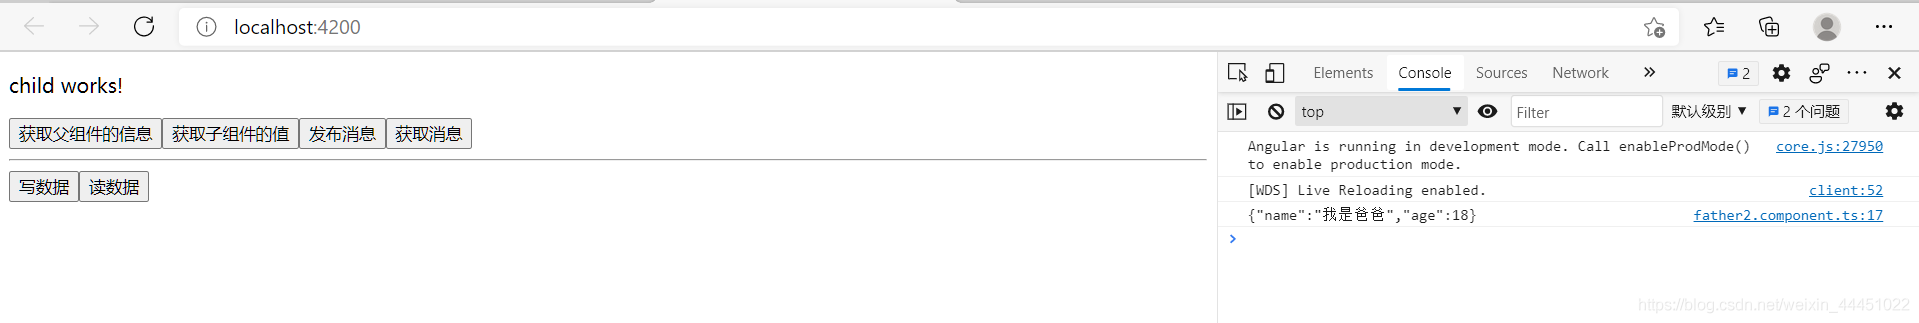 localhost:4200
child works!
获取父组件的信息 获取子组件的值 发布消息 获取消息
写数据 读数据
Elements Console Sources Network » 2
top Filter 默认级别 2 个问题
Angular is running in development mode. Call enableProdMode() core.js:27950
to enable production mode.
[WDS] Live Reloading enabled. client:52
{"name":"我是爸爸","age":18} father2.component.ts:17
https://blog.csdn.net/weixin_44451022